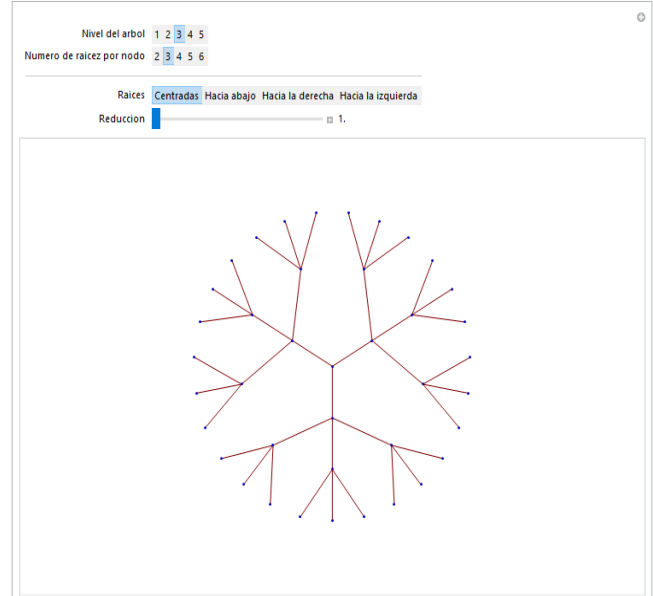 Nivel del arbol 1 2 3 4 5
Numero de raicez por nodo 2 3 4 5 6
Raices Centradas Hacia abajo Hacia la derecha Hacia la izquierda
Reduccion 1.